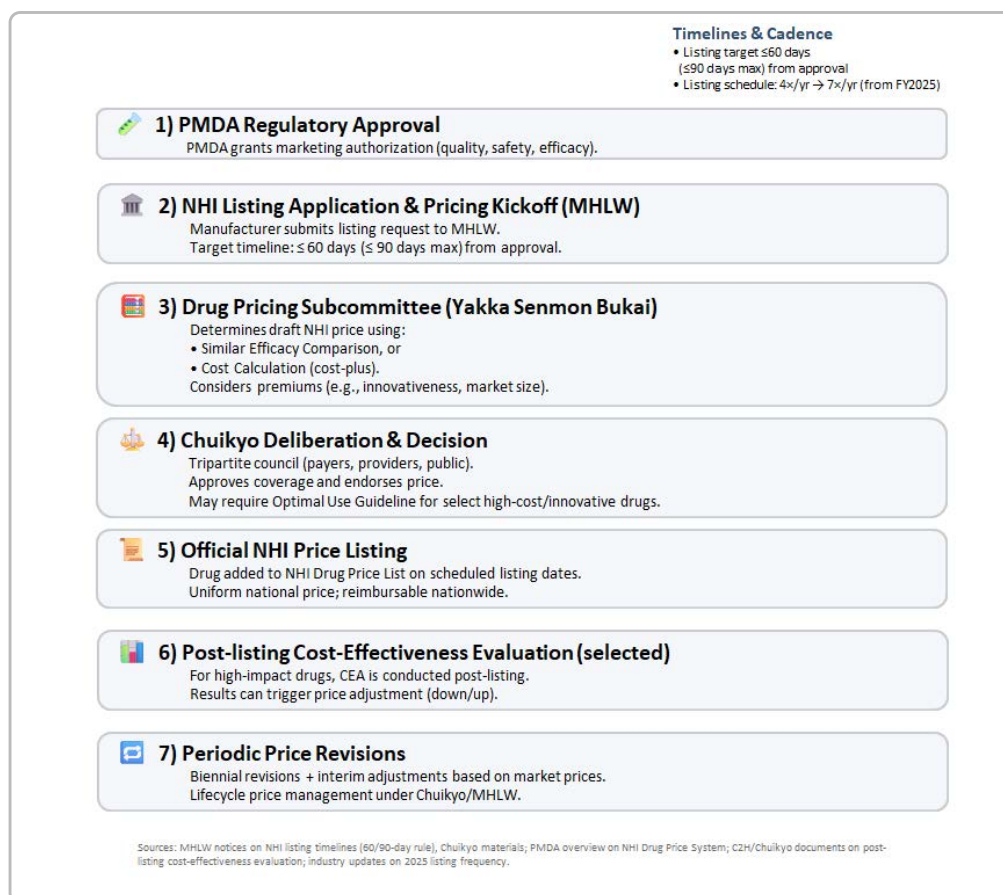 Timelines & Cadence
• Listing target ≤60 days
(≤90 days max) from approval
• Listing schedule: 4×/yr → 7×/yr (from FY2025)
1) PMDA Regulatory Approval
PMDA grants marketing authorization (quality, safety, efficacy).
2) NHI Listing Application & Pricing Kickoff (MHLW)
Manufacturer submits listing request to MHLW.
Target timeline: ≤ 60 days (≤ 90 days max) from approval.
3) Drug Pricing Subcommittee (Yakka Senmon Bukai)
Determines draft NHI price using:
• Similar Efficacy Comparison, or
• Cost Calculation (cost-plus).
Considers premiums (e.g., innovativeness, market size).
4) Chuikyo Deliberation & Decision
Tripartite council (payers, providers, public).
Approves coverage and endorses price.
May require Optimal Use Guideline for select high-cost/innovative drugs.
5) Official NHI Price Listing
Drug added to NHI Drug Price List on scheduled listing dates.
Uniform national price; reimbursable nationwide.
6) Post-listing Cost-Effectiveness Evaluation (selected)
For high-impact drugs, CEA is conducted post-listing.
Results can trigger price adjustment (down/up).
7) Periodic Price Revisions
Biennial revisions + interim adjustments based on market prices.
Lifecycle price management under Chuikyo/MHLW.
Sources: MHLW notices on NHI listing timelines (60/90-day rule), Chuikyo materials; PMDA overview on NHI Drug Price System; C2H/Chuikyo documents on post-
listing cost-effectiveness evaluation; industry updates on 2025 listing frequency.